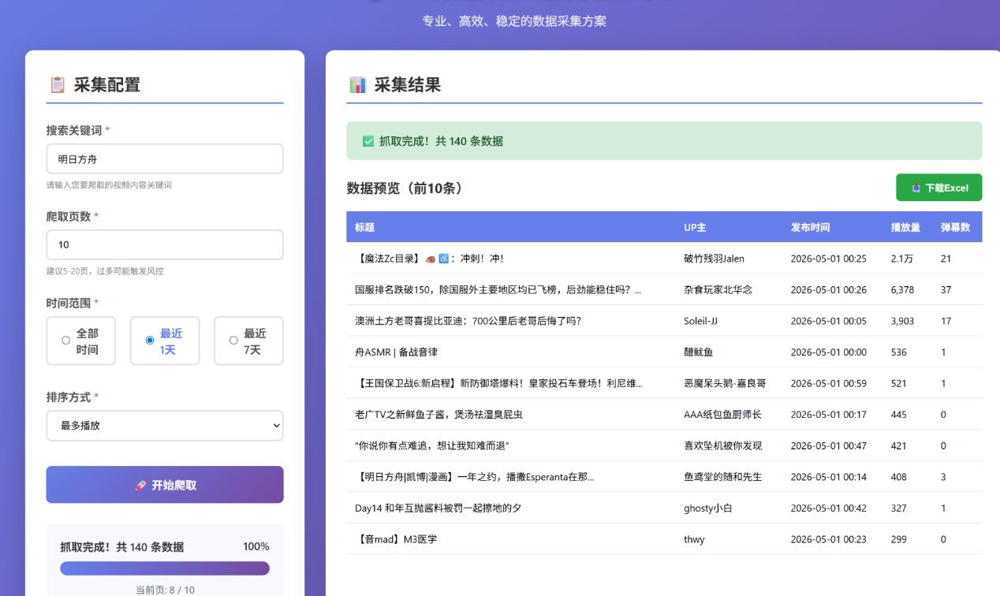 专业、高效、稳定的数据采集方案
📋 采集配置
搜索关键词 *
明日方舟
请输入您要爬取的视频内容关键词
爬取页数 *
10
建议5-20页，过多可能触发风控
时间范围 *
全部时间
最近1天
最近7天
排序方式 *
最多播放
🚀 开始爬取
抓取完成！共 140 条数据 100%
当前页: 8 / 10
📊 采集结果
✅ 抓取完成！共 140 条数据
数据预览（前10条）
📥 下载Excel
标题 UP主 发布时间 播放量 弹幕数
【魔法Zc目录】🦔♿：冲刺！冲！ 破竹残羽Jalen 2026-05-01 00:25 2.1万 21
国服排名跌破150，除国服外主要地区均已飞榜，后劲能稳住吗？... 杂食玩家北华念 2026-05-01 00:26 6,378 37
澳洲土方老哥喜提比亚迪：700公里后老哥后悔了吗？ Soleil-JJ 2026-05-01 00:05 3,903 17
舟ASMR | 备战音律 醋鱿鱼 2026-05-01 00:00 536 1
【王国保卫战6:新启程】新防御塔爆料！皇家投石车登场！利尼维... 恶魔呆头鹅-嘉良哥 2026-05-01 00:59 521 1
老广TV之新鲜鱼子酱，煲汤祛湿臭屁虫 AAA纸包鱼厨师长 2026-05-01 00:17 445 0
“你说你有点难追，想让我知难而退” 喜欢坠机被你发现 2026-05-01 00:47 421 0
【明日方舟|凯博|漫画】一年之约，播撒Esperanta在那... 鱼鸢堂的随和先生 2026-05-01 00:14 408 3
Day14 和年互抛酱料被罚一起擦地的夕 ghosty小白 2026-05-01 00:42 327 1
【音mad】M3医学 thwy 2026-05-01 00:23 299 0